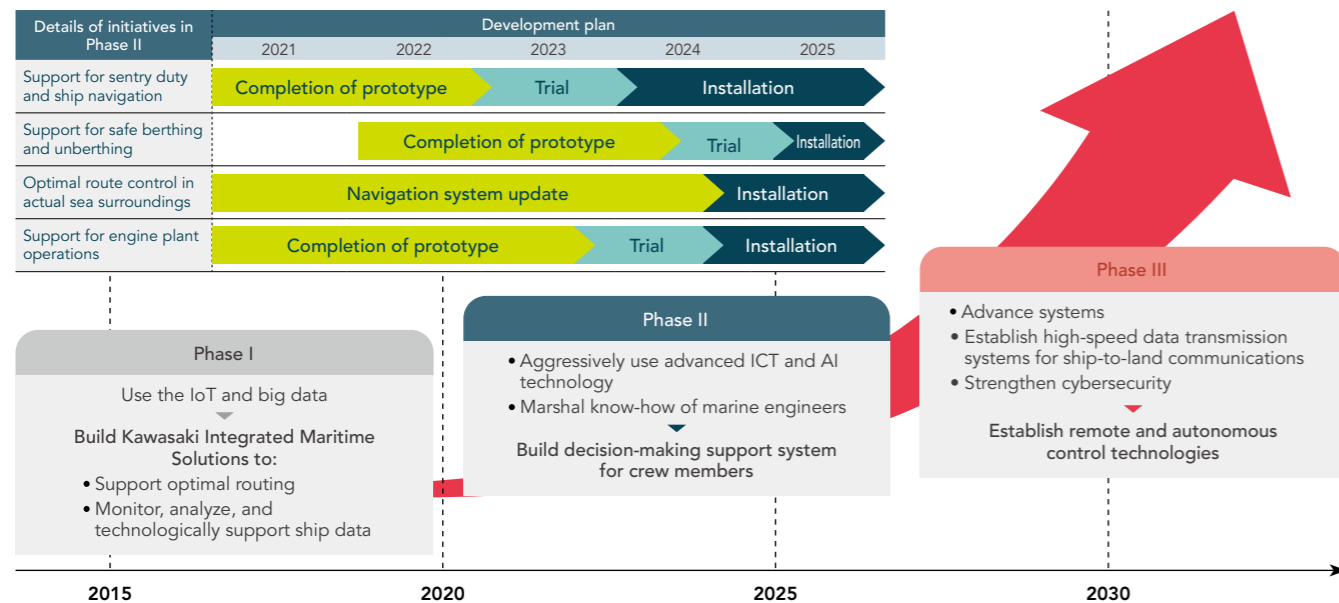 Details of initiatives in
Phase II
Development plan
2021 2022 2023 2024 2025
Support for sentry duty
and ship navigation
Completion of prototype
Trial
Installation
Support for safe berthing
and unberthing
Completion of prototype
Trial
Installation
Optimal route control in
actual sea surroundings
Navigation system update
Installation
Support for engine plant
operations
Completion of prototype
Trial
Installation
Phase I
Use the IoT and big data
Build Kawasaki Integrated Maritime
Solutions to:
• Support optimal routing
• Monitor, analyze, and
technologically support ship data
Phase II
• Aggressively use advanced ICT and AI
technology
• Marshal know-how of marine engineers
Build decision-making support system
for crew members
Phase III
• Advance systems
• Establish high-speed data transmission
systems for ship-to-land communications
• Strengthen cybersecurity
Establish remote and autonomous
control technologies
2015 2020 2025 2030